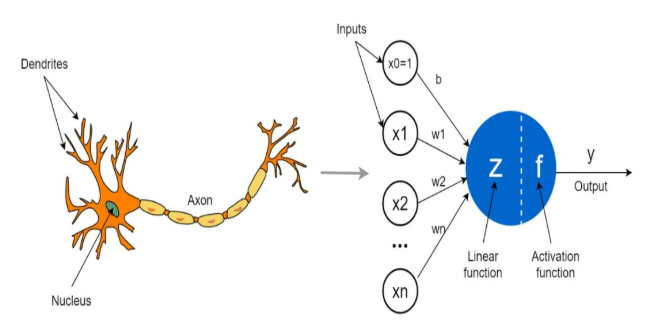 Dendrites
Axon
Nucleus
Inputs
x0=1
b
x1
w1
x2
w2
...
wn
xn
z
f
y
Output
Linear
function
Activation
function